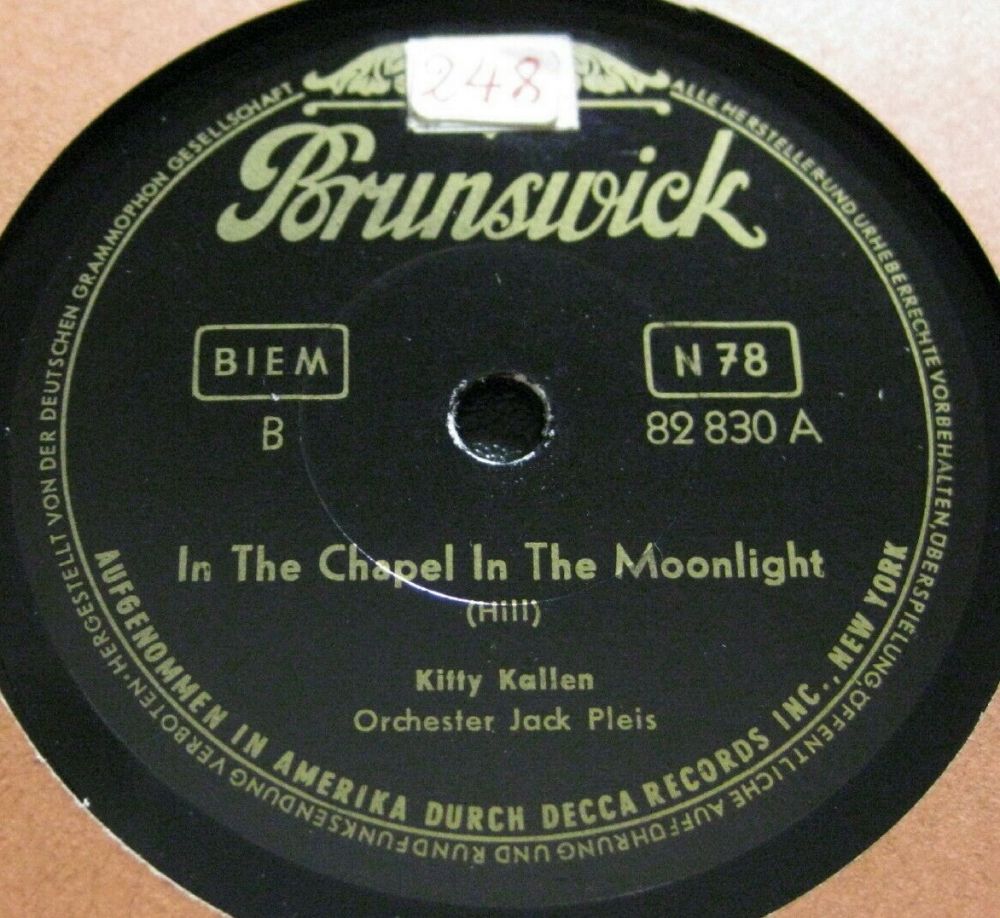 248
Brunswick
BIEM
N 78
B
82 830 A
In The Chapel In The Moonlight
(Hill)
Kitty Kallen
Orchester Jack Pleis
AUFGENOMMEN IN AMERIKA DURCH DECCA RECORDS INC., NEW YORK
HERGESTELLT VON DER DEUTSCHEN GRAMMOPHON GESELLSCHAFT
ALLE HERSTELLER-UND URHEBERRECHTE VORBEHALTEN, ÜBERSPIELUNG, ÖFFENTLICHE AUFFÜHRUNG UND RUNDFUNKSENDUNG VERBOTEN·